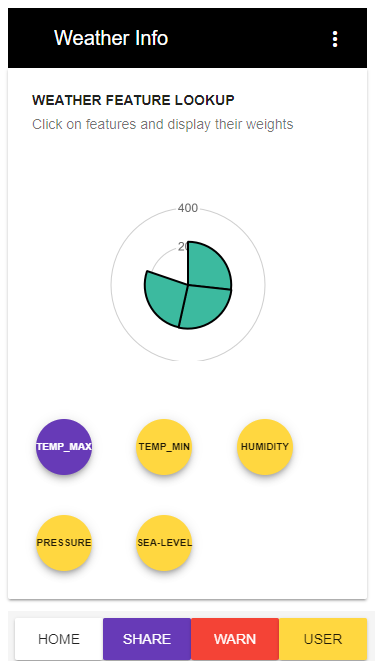 Weather Info
WEATHER FEATURE LOOKUP
Click on features and display their weights
400
TEMP_MAX
TEMP_MIN
HUMIDITY
PRESSURE
SEA-LEVEL
HOME
SHARE
WARN
USER